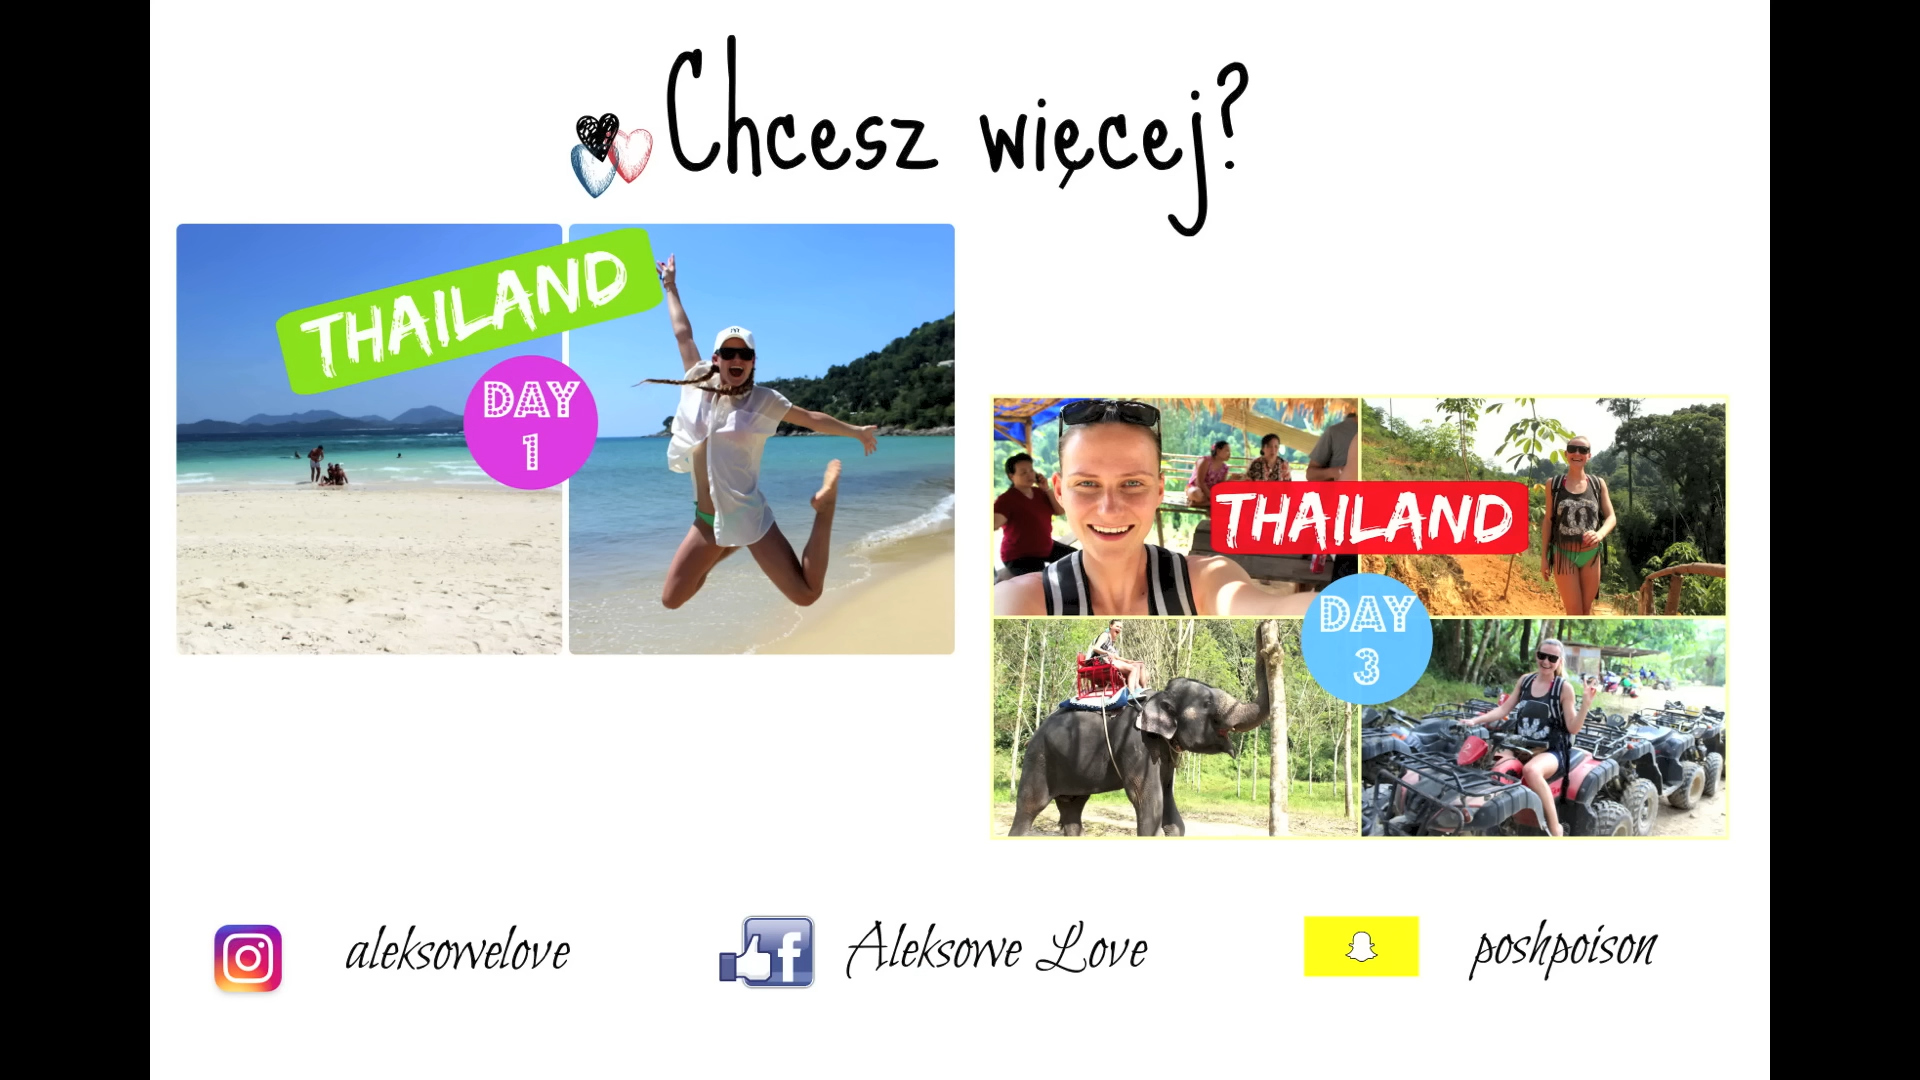 Chcesz więcej?
THAILAND
DAY
1
THAILAND
DAY
3
aleksowelove
Aleksowe Love
poshpoison